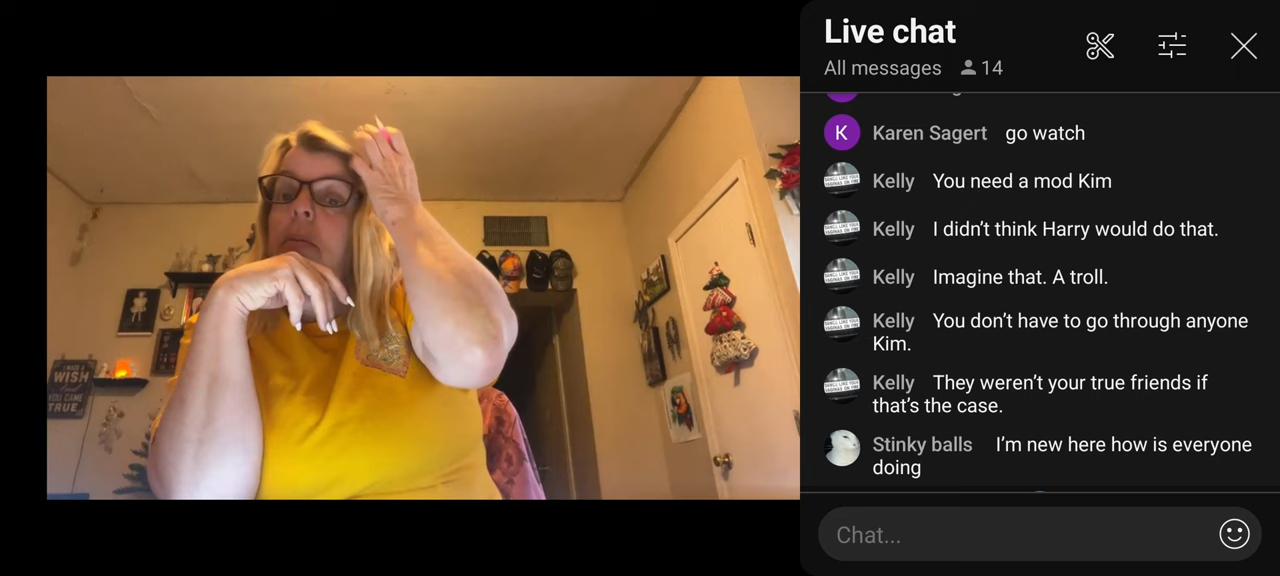 Live chat
All messages 14
K Karen Sagert go watch
Kelly You need a mod Kim
Kelly I didn't think Harry would do that.
Kelly Imagine that. A troll.
Kelly You don't have to go through anyone
Kim.
Kelly They weren't your true friends if
that's the case.
Stinky balls I'm new here how is everyone
doing
Chat...
WISH
YOU CAME
TRUE